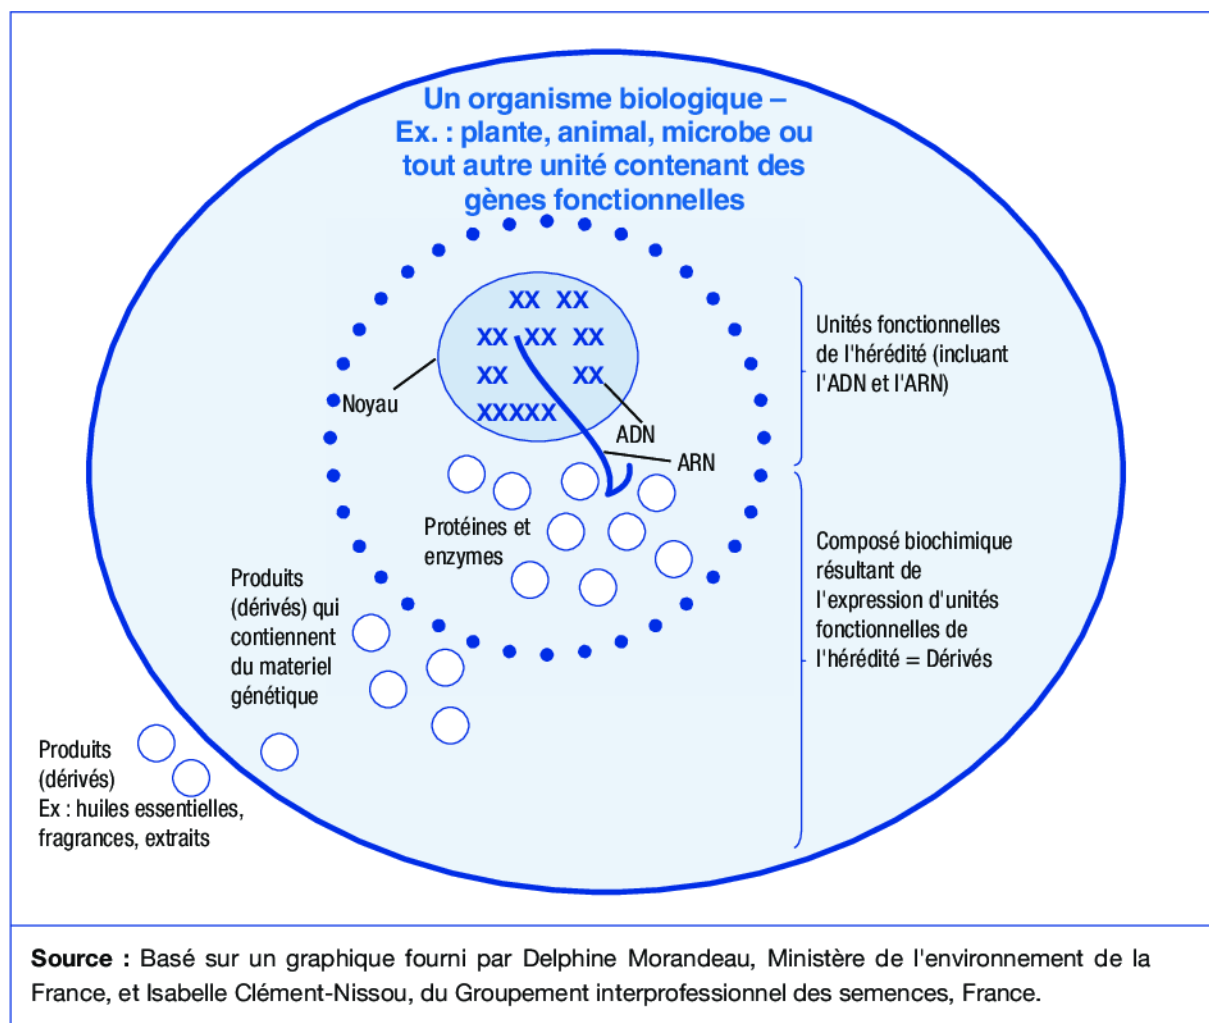 Un organisme biologique –
Ex. : plante, animal, microbe ou
tout autre unité contenant des
gènes fonctionnelles
XX XX
XX XX XX
XX XX
XXXXX
Noyau
ADN
ARN
Unités fonctionnelles
de l'hérédité (incluant
l'ADN et l'ARN)
Protéines et
enzymes
Composé biochimique
résultant de
l'expression d'unités
fonctionnelles de
l'hérédité = Dérivés
Produits
(dérivés) qui
contiennent
du materiel
génétique
Produits
(dérivés)
Ex : huiles essentielles,
fragrances, extraits
Source : Basé sur un graphique fourni par Delphine Morandeau, Ministère de l'environnement de la
France, et Isabelle Clément-Nissou, du Groupement interprofessionnel des semences, France.